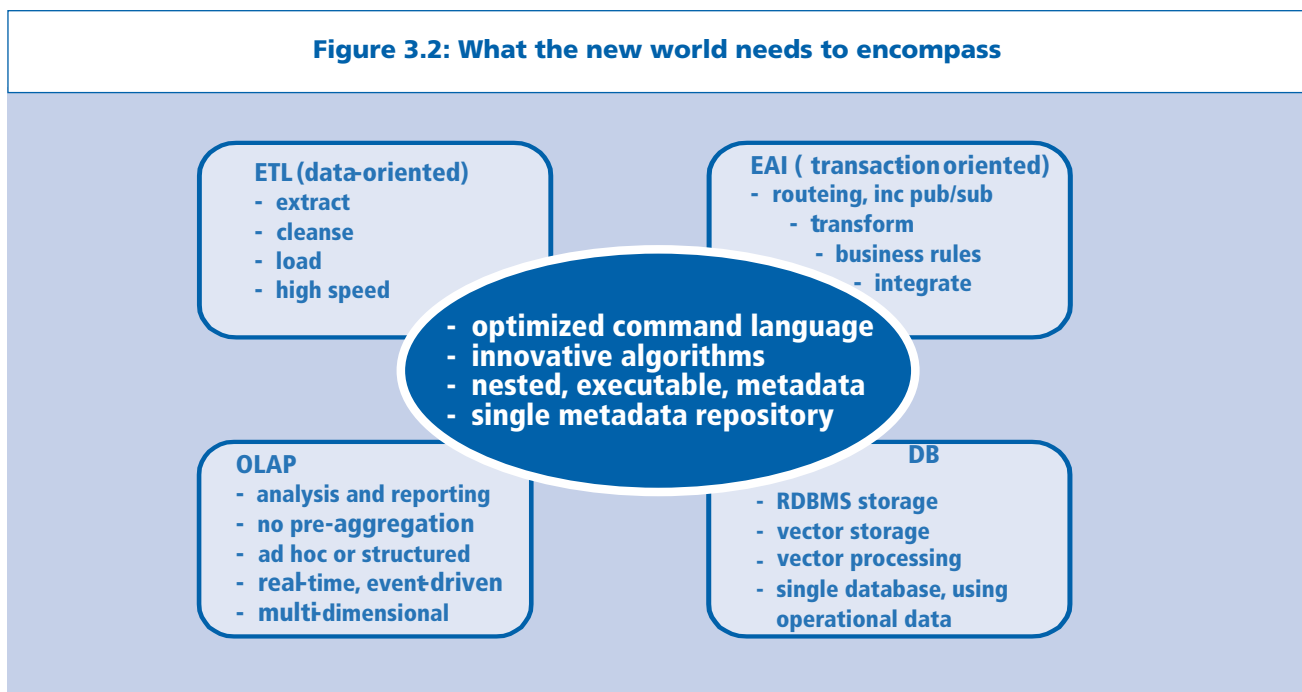 Figure 3.2: What the new world needs to encompass
ETL (data-oriented)
- extract
- cleanse
- load
- high speed
EAI ( transaction oriented)
- routeing, inc pub/sub
- transform
- business rules
- integrate
- optimized command language
- innovative algorithms
- nested, executable, metadata
- single metadata repository
OLAP
- analysis and reporting
- no pre-aggregation
- ad hoc or structured
- real-time, event-driven
- multi-dimensional
DB
- RDBMS storage
- vector storage
- vector processing
- single database, using
operational data